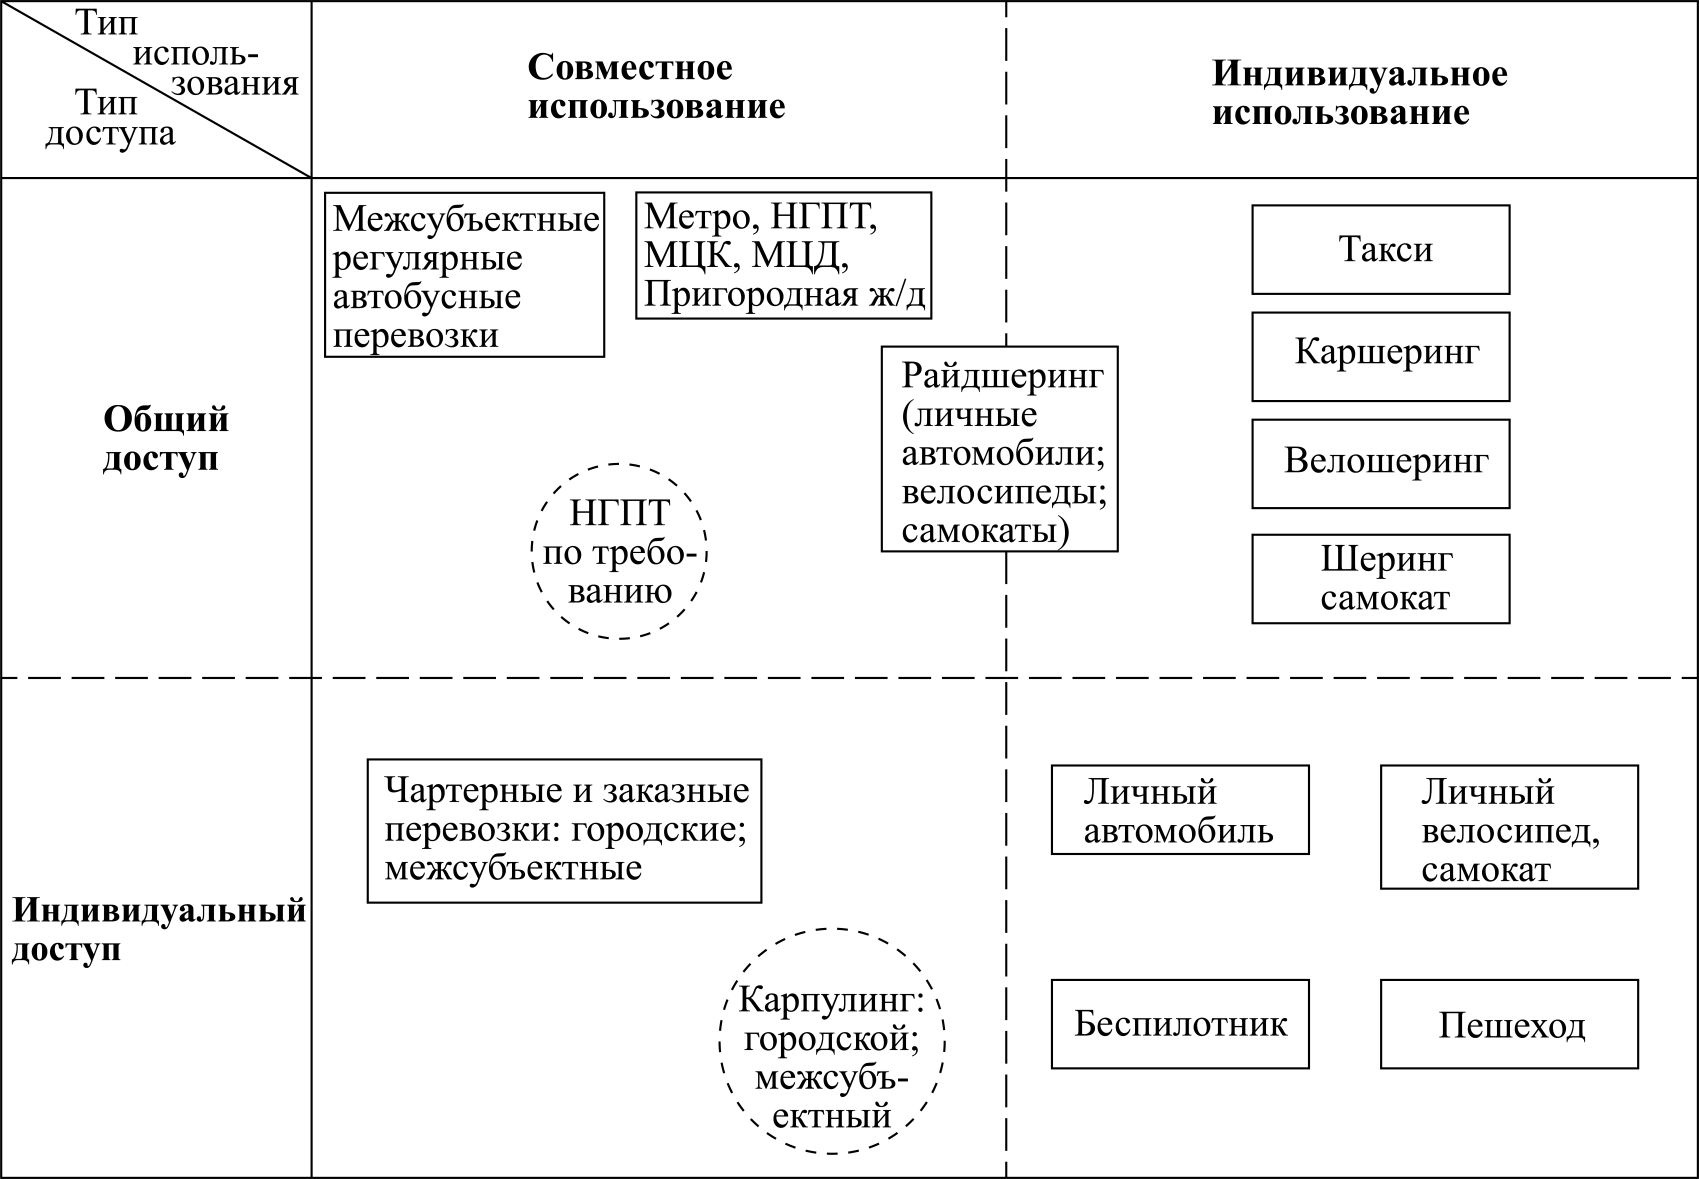 Тип
исполь-
зования
Тип
доступа
Совместное
использование
Индивидуальное
использование
Общий
доступ
Межсубъектные
регулярные
автобусные
перевозки
Метро, НГПТ,
МЦК, МЦД,
Пригородная ж/д
Райдшеринг
(личные
автомобили;
велосипеды;
самокаты)
НГПТ
по требо-
ванию
Такси
Каршеринг
Велошеринг
Шеринг
самокат
Индивидуальный
доступ
Чартерные и заказные
перевозки: городские;
межсубъектные
Карпулинг:
городской;
межсубъ-
ектный
Личный
автомобиль
Личный
велосипед,
самокат
Беспилотник
Пешеход